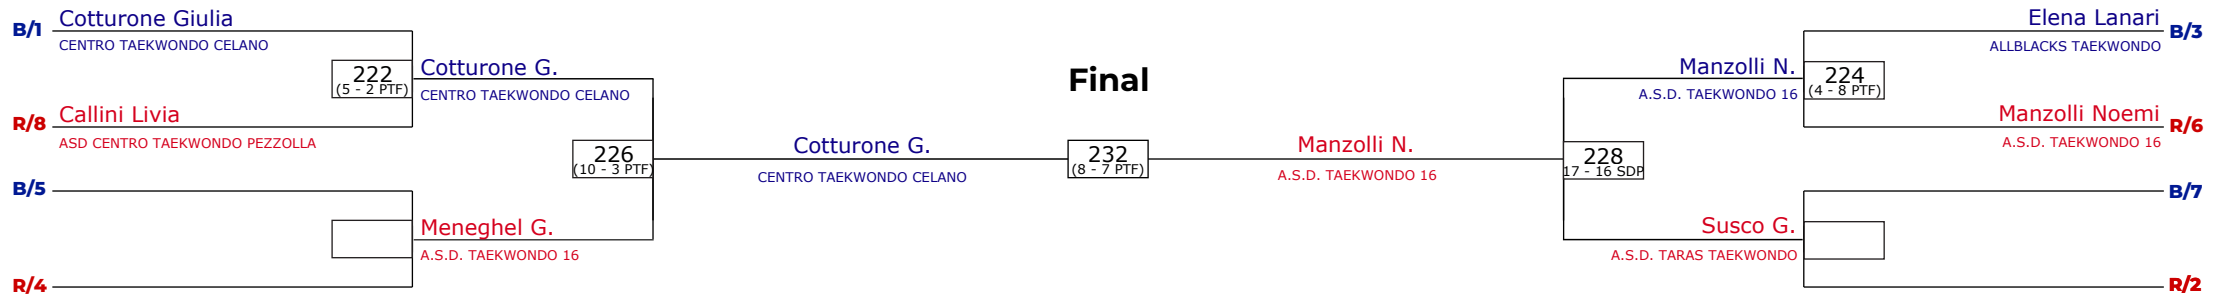 B/1
Cotturone Giulia
CENTRO TAEKWONDO CELANO
222
(5 - 2 PTF)
Cotturone G.
CENTRO TAEKWONDO CELANO
R/8
Callini Livia
ASD CENTRO TAEKWONDO PEZZOLLA
226
(10 - 3 PTF)
B/5
Meneghel G.
A.S.D. TAEKWONDO 16
R/4
Final
Cotturone G.
CENTRO TAEKWONDO CELANO
232
(8 - 7 PTF)
Manzolli N.
A.S.D. TAEKWONDO 16
Elena Lanari
B/3
ALLBLACKS TAEKWONDO
Manzolli N.
A.S.D. TAEKWONDO 16
224
(4 - 8 PTF)
Manzolli Noemi
R/6
A.S.D. TAEKWONDO 16
228
17 - 16 SDP
B/7
Susco G.
A.S.D. TARAS TAEKWONDO
R/2